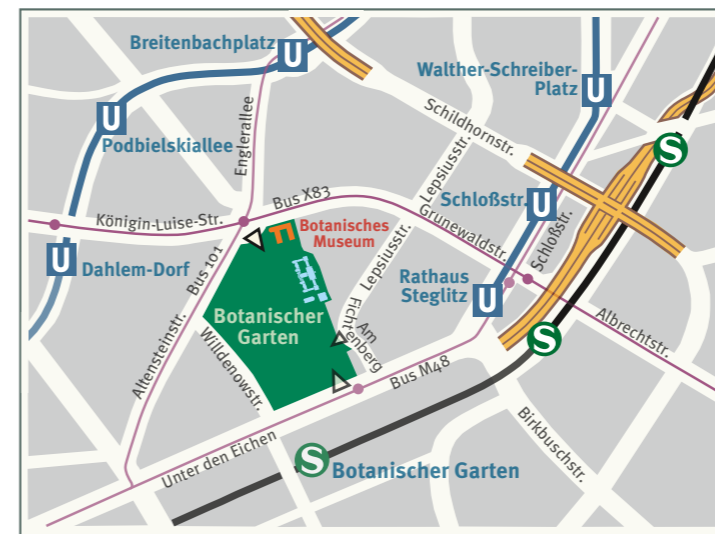 Breitenbachplatz
U
Walther-Schreiber-
Platz
U
U
Podbielskiallee
Englerallee
Schildhornstr.
Lepsiusstr.
S
Bus X83
Königin-Luise-Str.
Botanisches
Museum
Schloßstr.
U
Grunewaldstr.
Schloßstr.
U
Dahlem-Dorf
Bus 101
Lepsiusstr.
Rathaus
Steglitz
U
Botanischer
Garten
Am
Fichtenberg
Albrechtstr.
S
Altensteinstr.
Willdenowstr.
Bus M48
Unter den Eichen
S
Botanischer Garten
Birkbuschstr.